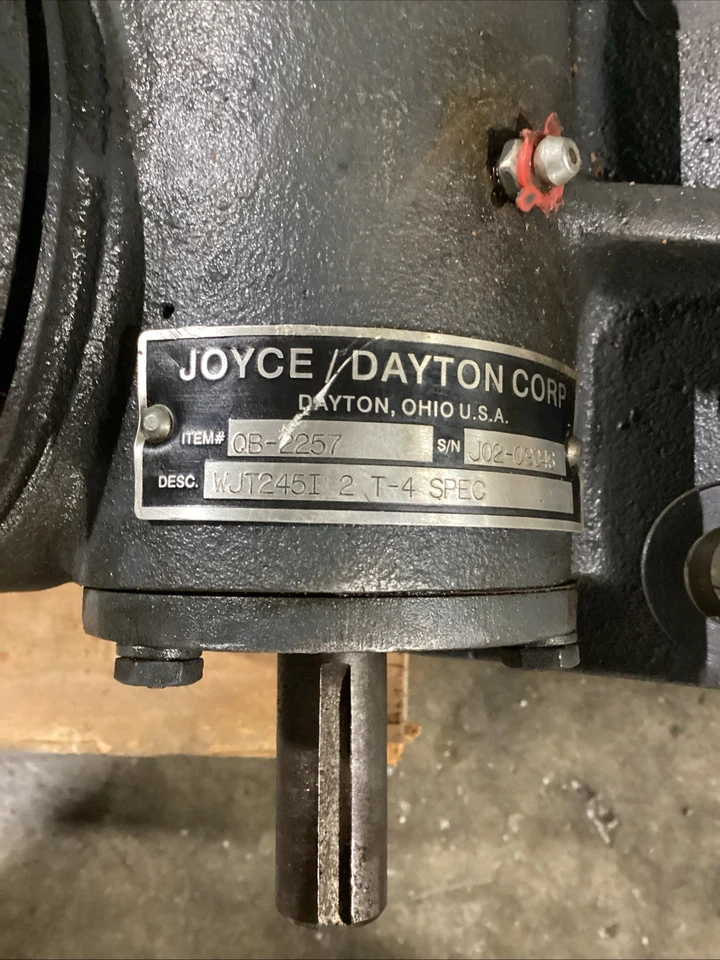 JOYCE / DAYTON CORP
DAYTON, OHIO U.S.A.
ITEM# QB-2257 S/N
DESC. WJT245I 2 T-4 SPEC